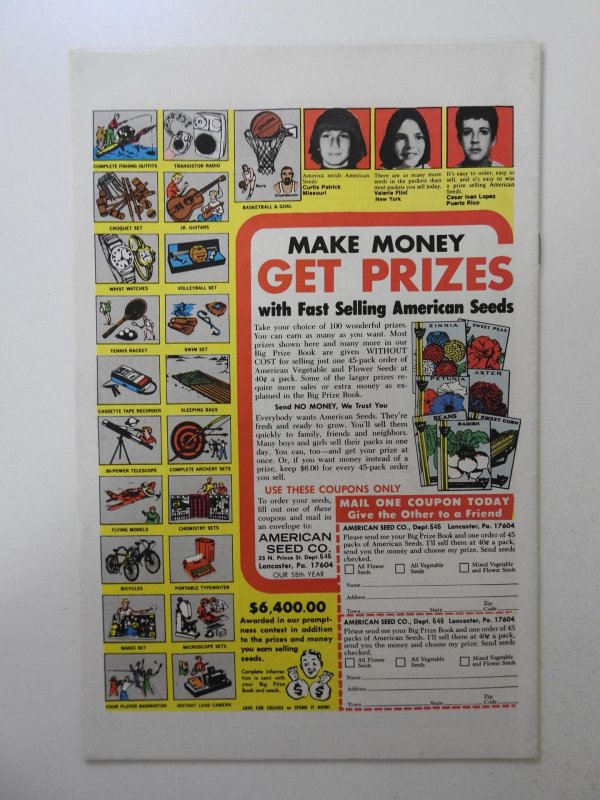 COMPLETE FISHING OUTFITS
TRANSISTOR RADIO
CROQUET SET
JR. GUITARS
WRIST WATCHES
VOLLEYBALL SET
TENNIS RACKET
SWIM SET
CASSETTE TAPE RECORDER
SLEEPING BAGS
30-POWER TELESCOPE
COMPLETE ARCHERY SETS
FLYING MODELS
CHEMISTRY SETS
BICYCLES
PORTABLE TYPEWRITER
MAGIC SET
MICROSCOPE SETS
FOUR PLAYER BADMINTON
INSTANT LOAD CAMERA
Barry
Chamberlain
BASKETBALL & GOAL
America needs American
Seeds
Curtis Patrick
Missouri
There are so many more
seeds in the packets than
most packets you sell today.
Valerie Flint
New York
It's easy to order, easy to
sell, and it's easy to win
a prize selling American
Seeds.
Cesar Ivan Lopez
Puerto Rico
MAKE MONEY
GET PRIZES
with Fast Selling American Seeds
Take your choice of 100 wonderful prizes.
You can earn as many as you want. Most
prizes shown here and many more in our
Big Prize Book are given WITHOUT
COST for selling just one 45-pack order of
American Vegetable and Flower Seeds at
40¢ a pack. Some of the larger prizes re-
quire more sales or extra money as ex-
plained in the Big Prize Book.
Send NO MONEY, We Trust You
Everybody wants American Seeds. They're
fresh and ready to grow. You'll sell them
quickly to family, friends and neighbors.
Many boys and girls sell their packs in one
day. You can, too—and get your prize at
once. Or, if you want money instead of a
prize, keep $6.00 for every 45-pack order
you sell.
ZINNIA
SWEET PEAS
PETUNIA
ASTER
BEANS
RADISH
SWEET CORN
USE THESE COUPONS ONLY
To order your seeds,
fill out one of these
coupons and mail in
an envelope to:
AMERICAN
SEED CO.
35 N. Prince St. Dept. 646
Lancaster, Pa. 17604
OUR 58th YEAR
MAIL ONE COUPON TODAY
Give the Other to a Friend
AMERICAN SEED CO., Dept. 646 Lancaster, Pa. 17604
Please send me your Big Prize Book and one order of 45
packs of American Seeds. I'll sell them at 40¢ a pack,
send you the money and choose my prize. Send seeds
checked.
All Flower Seeds
All Vegetable Seeds
Mixed Vegetable and Flower Seeds
Name
Address
Town State Zip Code
AMERICAN SEED CO., Dept. 646 Lancaster, Pa. 17604
Please send me your Big Prize Book and one order of 45
packs of American Seeds. I'll sell them at 40¢ a pack,
send you the money and choose my prize. Send seeds
checked.
All Flower Seeds
All Vegetable Seeds
Mixed Vegetable and Flower Seeds
Name
Address
Town State Zip Code
$6,400.00
Awarded in our prompt-
ness contest in addition
to the prizes and money
you earn selling
seeds.
Complete informa-
tion is sent with
your Big Prize
Book and seeds.
$ $
SAVE FOR COLLEGE or SPEND IT NOW!